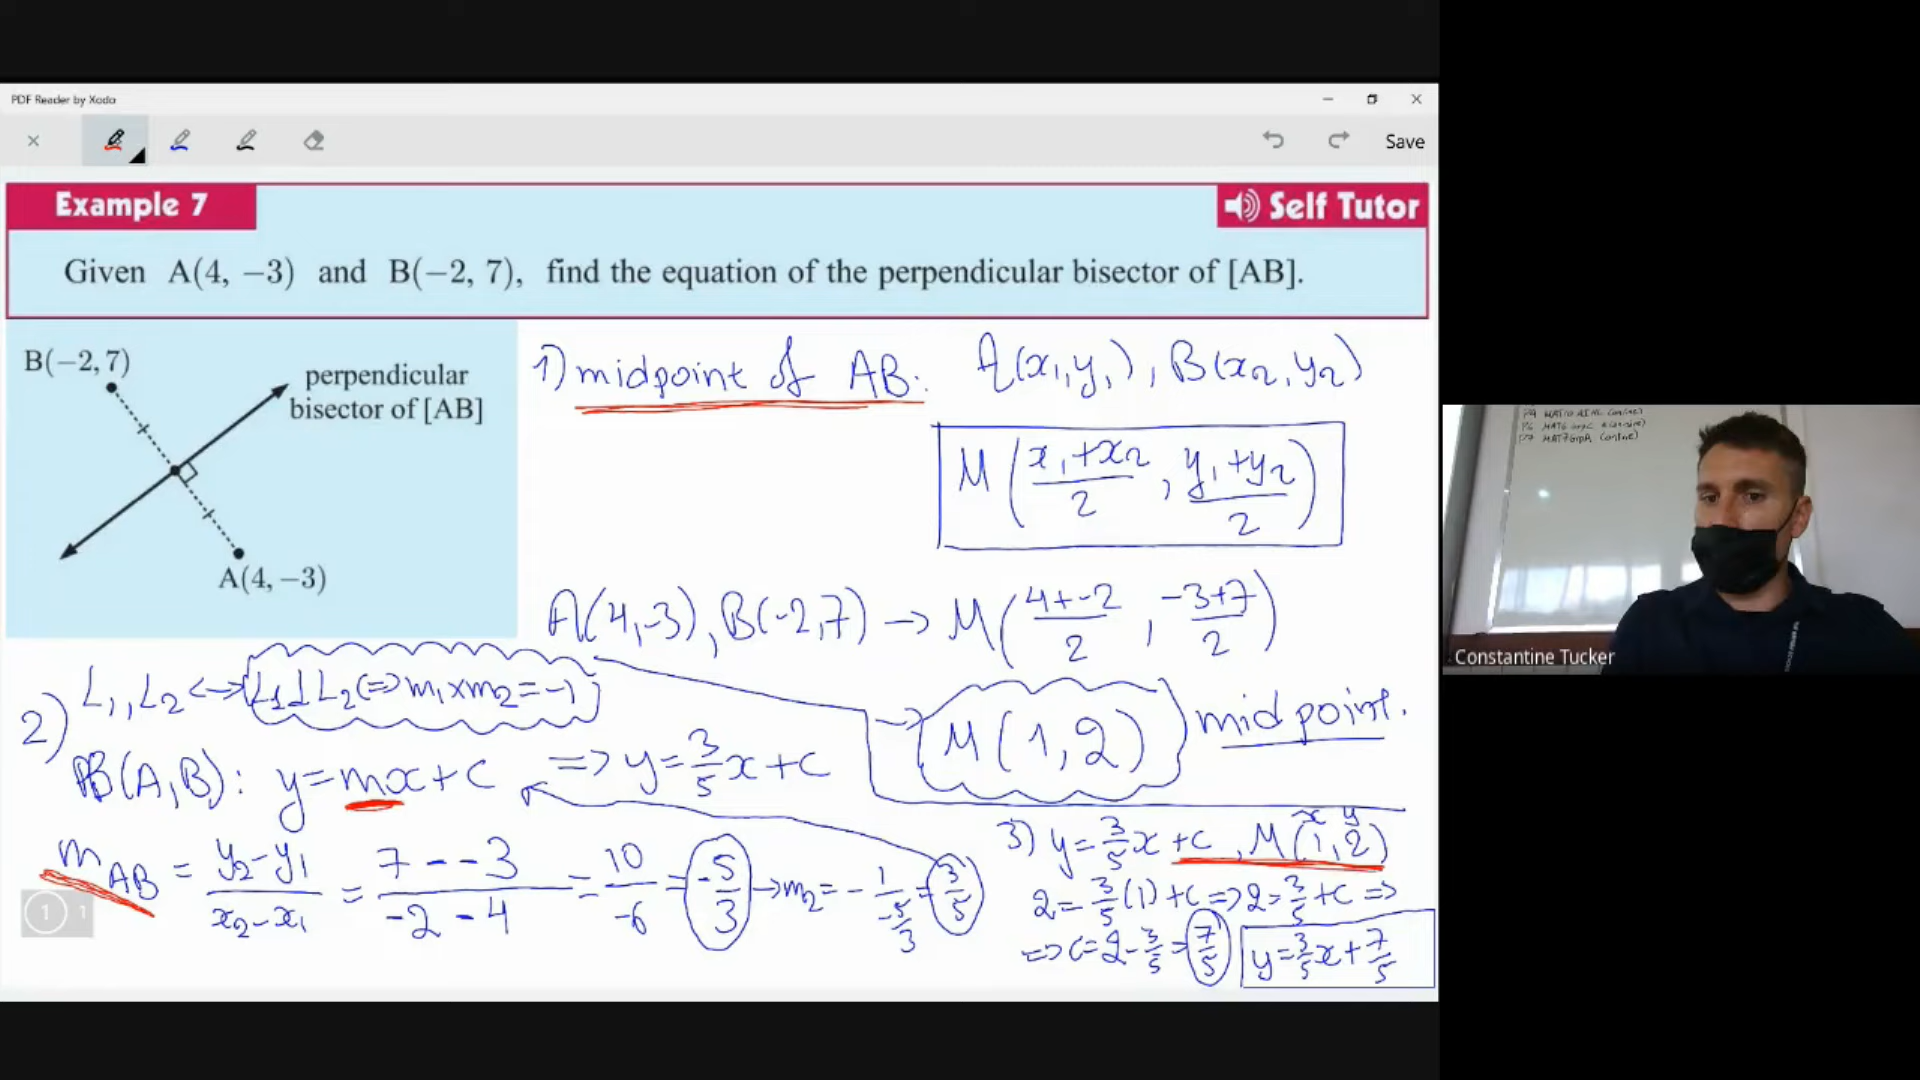 PDF Reader by Xodo
Save
Example 7
Self Tutor
Given A(4, −3) and B(−2, 7), find the equation of the perpendicular bisector of [AB].
B(−2, 7)
perpendicular
bisector of [AB]
A(4, −3)
1) midpoint of AB: A(x₁,y₁), B(x₂,y₂)
M((x₁+x₂)/2, (y₁+y₂)/2)
A(4,-3), B(-2,7) → M((4+-2)/2, (-3+7)/2)
→ M(1,2) midpoint.
2) L₁,L₂ ↔ L₁⊥L₂ ⇔ m₁×m₂=-1
PB(A,B): y=mx+c ⇒ y=3/5x+c
m_AB = (y₂-y₁)/(x₂-x₁) = (7--3)/(-2-4) = 10/-6 = -5/3 → m₂ = -1/(-5/3) = 3/5
1 1
3) y=3/5x+c, M(1,2)
x y
2=3/5(1)+c ⇒ 2=3/5+c ⇒
⇒ c=2-3/5=7/5
y=3/5x+7/5
Constantine Tucker